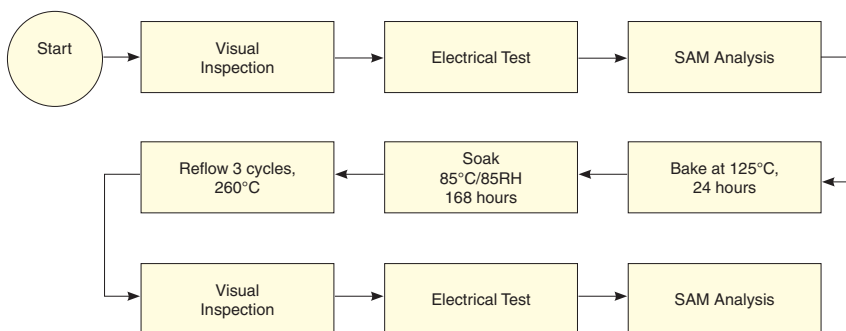 Start
Visual
Inspection
Electrical Test
SAM Analysis
Reflow 3 cycles,
260°C
Soak
85°C/85RH
168 hours
Bake at 125°C,
24 hours
Visual
Inspection
Electrical Test
SAM Analysis